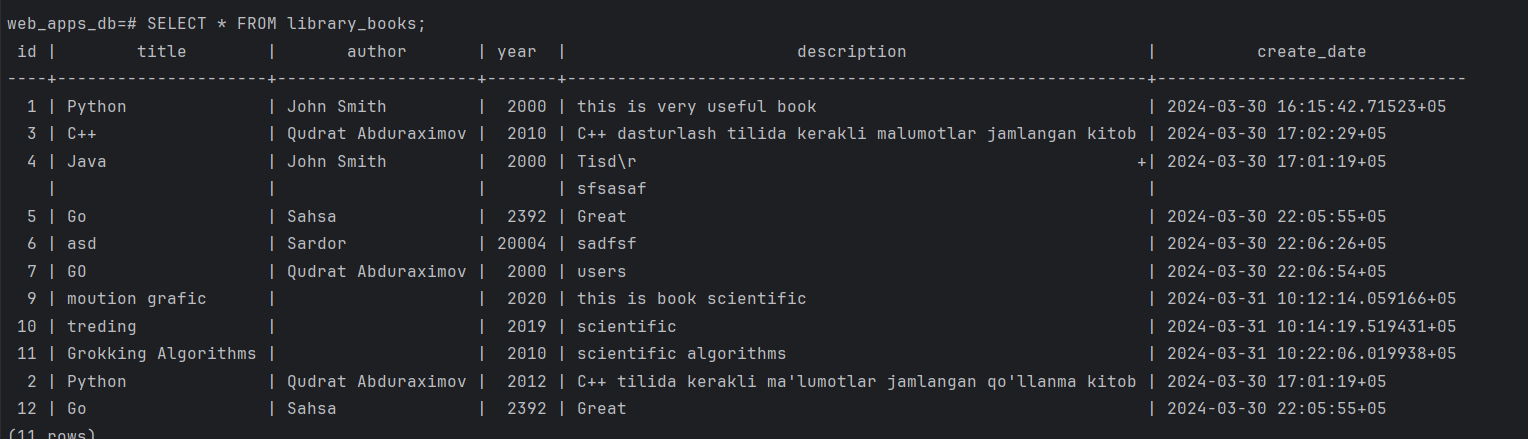 web_apps_db=# SELECT * FROM library_books;
 id |        title        |       author       | year  |                       description                        |          create_date
----+---------------------+--------------------+-------+----------------------------------------------------------+-------------------------------
  1 | Python              | John Smith         |  2000 | this is very useful book                                 | 2024-03-30 16:15:42.71523+05
  3 | C++                 | Qudrat Abduraximov |  2010 | C++ dasturlash tilida kerakli malumotlar jamlangan kitob | 2024-03-30 17:02:29+05
  4 | Java                | John Smith         |  2000 | Tisd\r                                                  +| 2024-03-30 17:01:19+05
    |                     |                    |       | sfsasaf                                                  |
  5 | Go                  | Sahsa              |  2392 | Great                                                    | 2024-03-30 22:05:55+05
  6 | asd                 | Sardor             | 20004 | sadfsf                                                   | 2024-03-30 22:06:26+05
  7 | GO                  | Qudrat Abduraximov |  2000 | users                                                    | 2024-03-30 22:06:54+05
  9 | moution grafic      |                    |  2020 | this is book scientific                                  | 2024-03-31 10:12:14.059166+05
 10 | treding             |                    |  2019 | scientific                                               | 2024-03-31 10:14:19.519431+05
 11 | Grokking Algorithms |                    |  2010 | scientific algorithms                                    | 2024-03-31 10:22:06.019938+05
  2 | Python              | Qudrat Abduraximov |  2012 | C++ tilida kerakli ma'lumotlar jamlangan qo'llanma kitob | 2024-03-30 17:01:19+05
 12 | Go                  | Sahsa              |  2392 | Great                                                    | 2024-03-30 22:05:55+05
(11 rows)